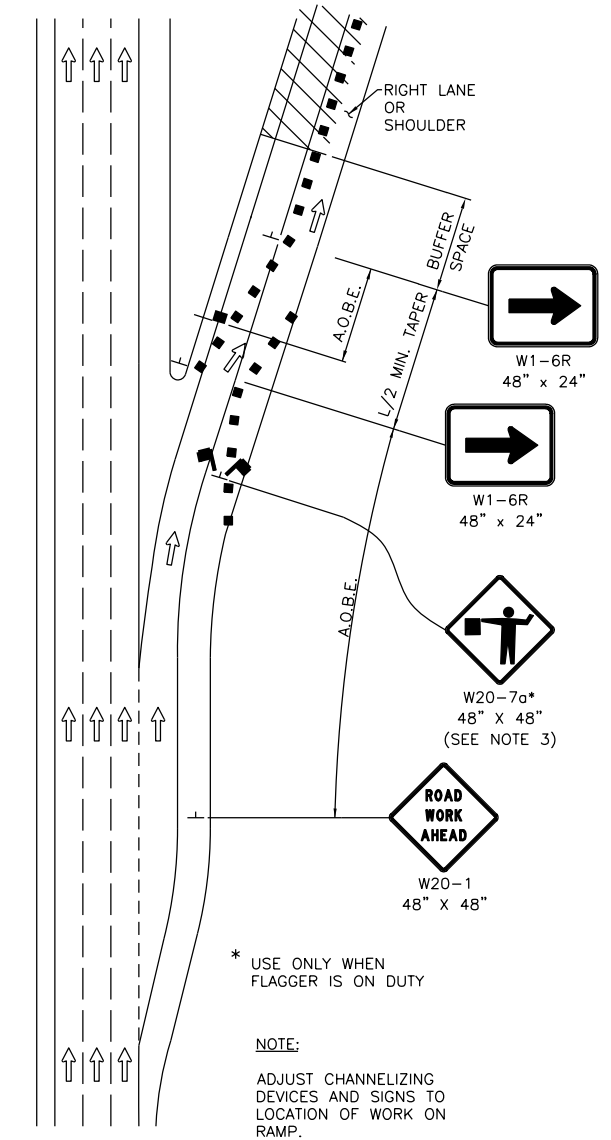 RIGHT LANE
OR
SHOULDER
BUFFER
SPACE
A.O.B.E.
L/2 MIN. TAPER
W1-6R
48" x 24"
W1-6R
48" x 24"
A.O.B.E.
W20-7a*
48" X 48"
(SEE NOTE 3)
ROAD
WORK
AHEAD
W20-1
48" X 48"
* USE ONLY WHEN
FLAGGER IS ON DUTY
NOTE:
ADJUST CHANNELIZING
DEVICES AND SIGNS TO
LOCATION OF WORK ON
RAMP.